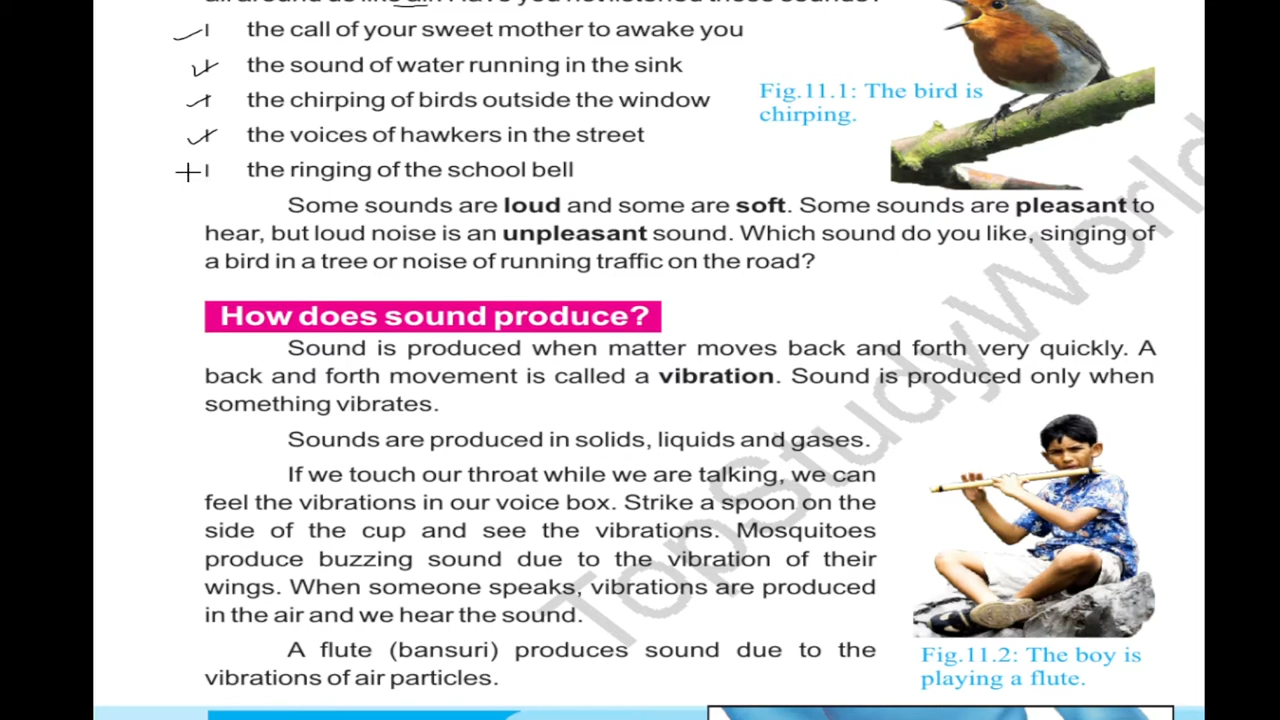 the call of your sweet mother to awake you
the sound of water running in the sink
the chirping of birds outside the window
the voices of hawkers in the street
the ringing of the school bell
Fig.11.1: The bird is
chirping.
Some sounds are loud and some are soft. Some sounds are pleasant to
hear, but loud noise is an unpleasant sound. Which sound do you like, singing of
a bird in a tree or noise of running traffic on the road?
How does sound produce?
Sound is produced when matter moves back and forth very quickly. A
back and forth movement is called a vibration. Sound is produced only when
something vibrates.
Sounds are produced in solids, liquids and gases.
If we touch our throat while we are talking, we can
feel the vibrations in our voice box. Strike a spoon on the
side of the cup and see the vibrations. Mosquitoes
produce buzzing sound due to the vibration of their
wings. When someone speaks, vibrations are produced
in the air and we hear the sound.
A flute (bansuri) produces sound due to the
vibrations of air particles.
Fig.11.2: The boy is
playing a flute.
TopStudyWorld